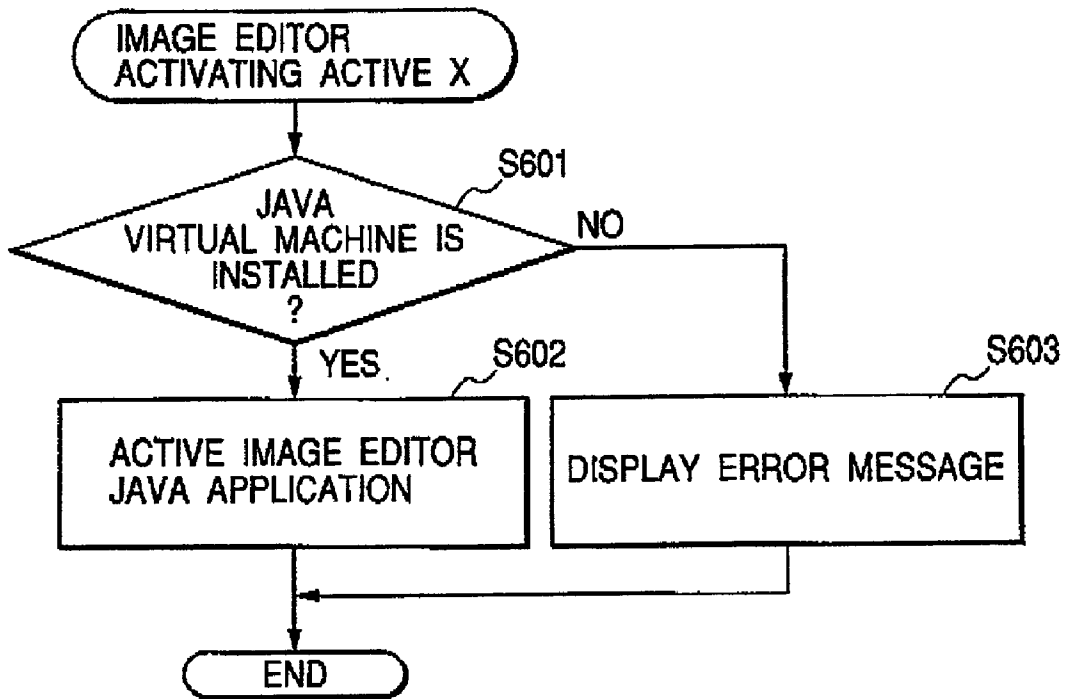 IMAGE EDITOR
ACTIVATING ACTIVE X
S601
JAVA
VIRTUAL MACHINE IS
INSTALLED
?
NO
YES.
S602
S603
ACTIVE IMAGE EDITOR
JAVA APPLICATION
DISPLAY ERROR MESSAGE
END